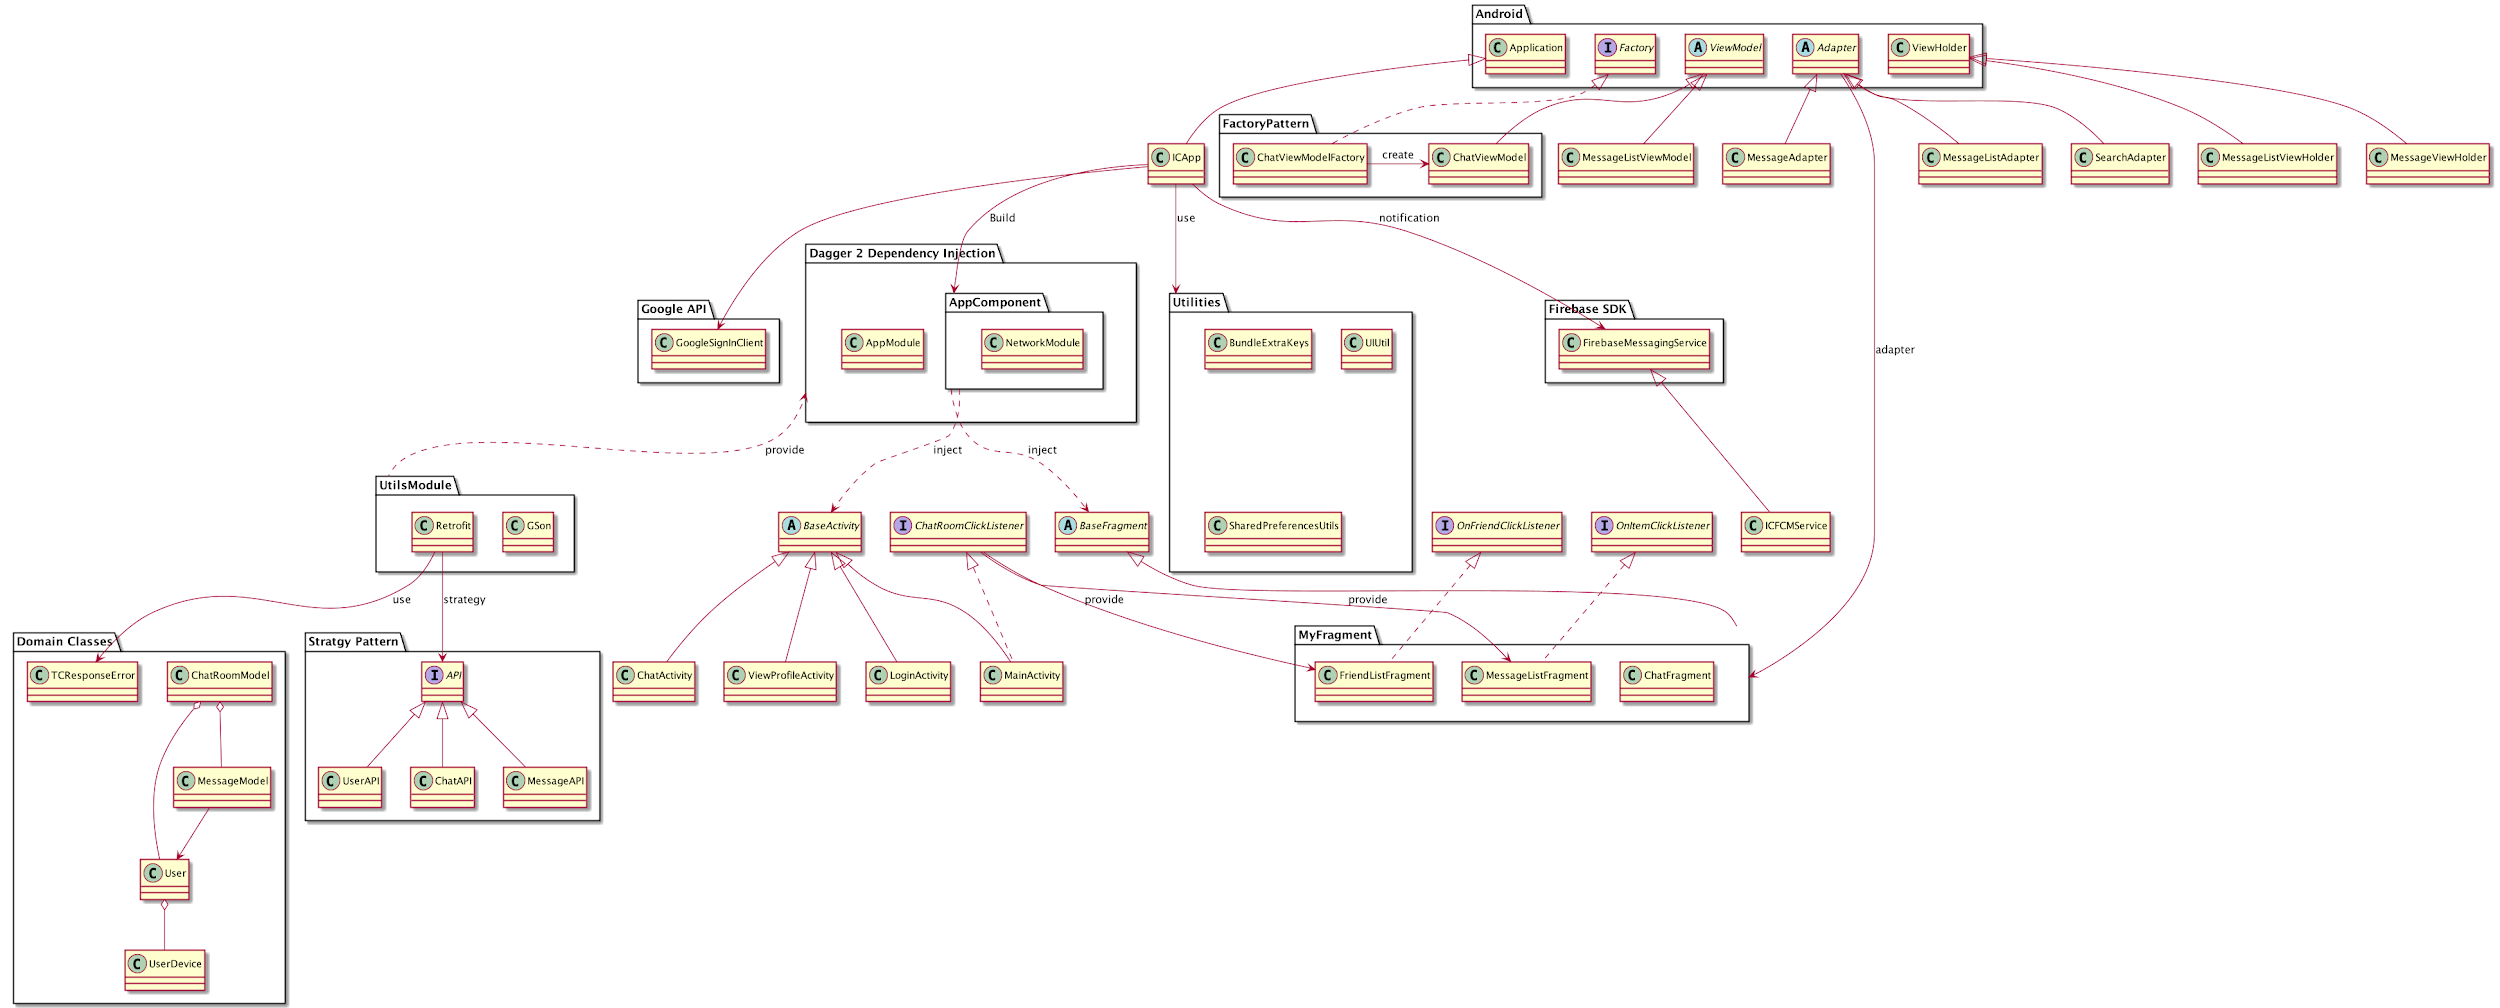 Android
C Application
I Factory
A ViewModel
A Adapter
C ViewHolder
FactoryPattern
C ICApp
C ChatViewModelFactory
create
C ChatViewModel
C MessageListViewModel
C MessageAdapter
C MessageListAdapter
C SearchAdapter
C MessageListViewHolder
C MessageViewHolder
Build
use
notification
Dagger 2 Dependency Injection
Google API
C GoogleSignInClient
AppComponent
C AppModule
C NetworkModule
Utilities
C BundleExtraKeys
C UIUtil
C SharedPreferencesUtils
Firebase SDK
C FirebaseMessagingService
adapter
provide
inject
inject
UtilsModule
C Retrofit
C GSon
A BaseActivity
I ChatRoomClickListener
A BaseFragment
I OnFriendClickListener
I OnItemClickListener
C ICFCMService
use
strategy
provide
provide
Domain Classes
C TCResponseError
C ChatRoomModel
C MessageModel
C User
C UserDevice
Stratgy Pattern
I API
C UserAPI
C ChatAPI
C MessageAPI
C ChatActivity
C ViewProfileActivity
C LoginActivity
C MainActivity
MyFragment
C FriendListFragment
C MessageListFragment
C ChatFragment